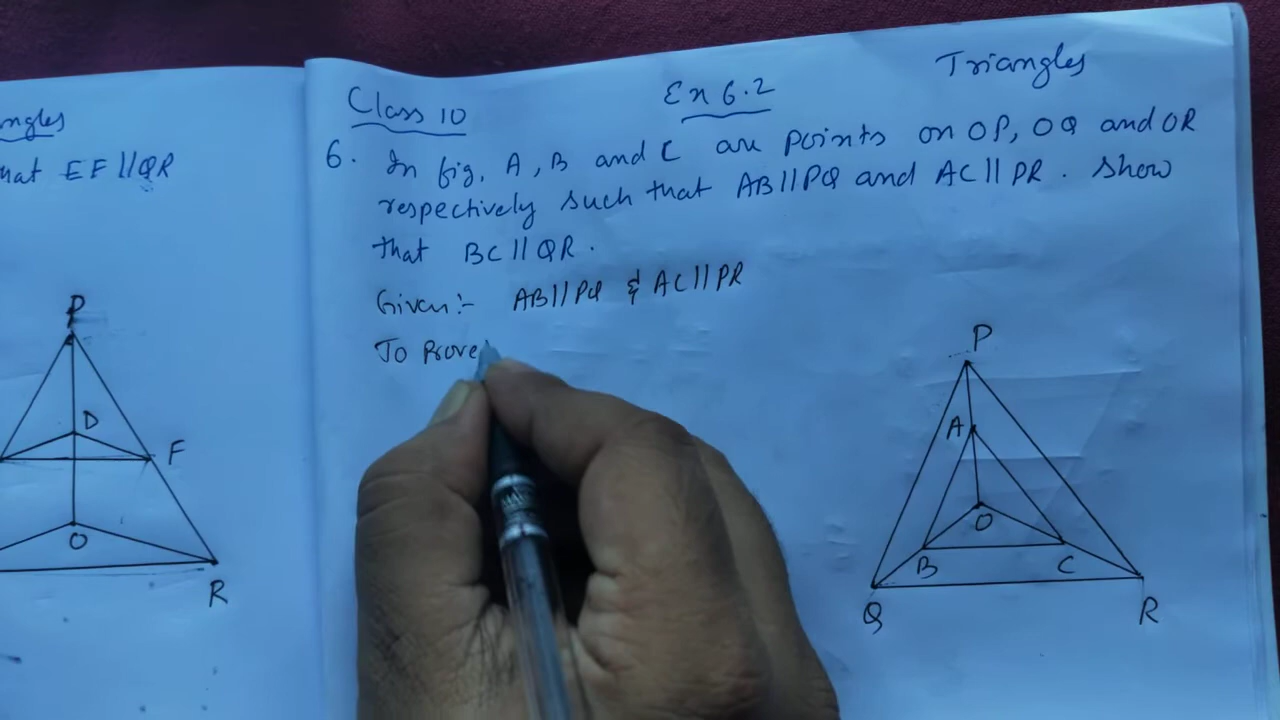 ngles
hat EF||QR
P
D
F
O
R
Class 10
Ex 6.2
Triangles
6. In fig, A, B and C are points on OP, OQ and OR
respectively such that AB||PQ and AC||PR. Show
that BC||QR.
Given:- AB||PQ & AC||PR
To Prove
P
A
O
B
C
Q
R